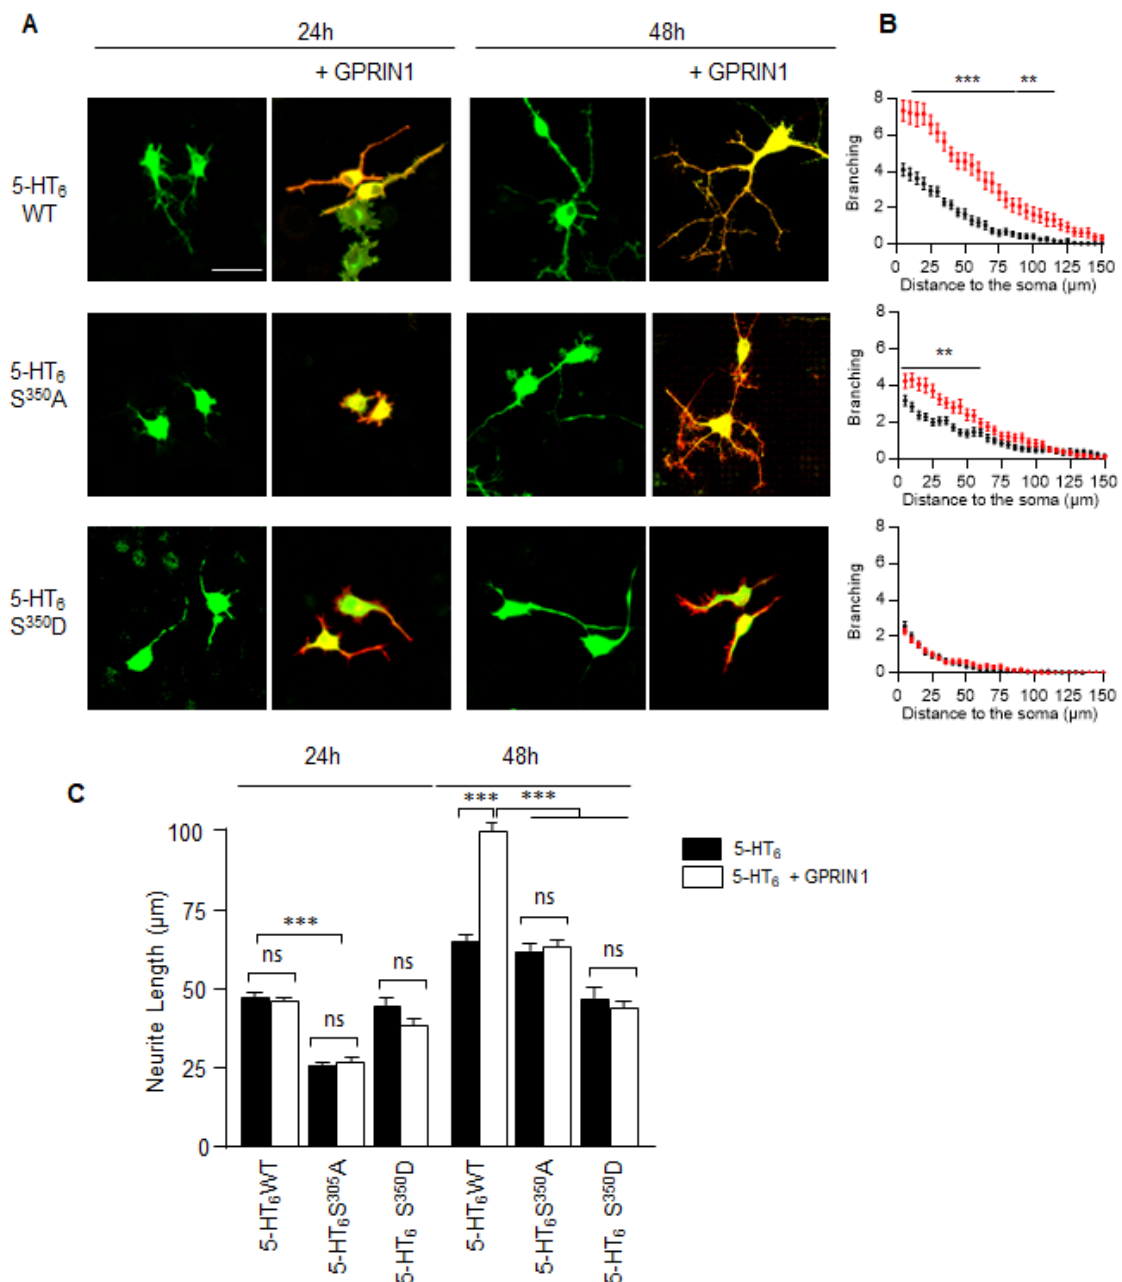 A
24h
48h
B
+ GPRIN1
+ GPRIN1
5-HT₆
WT
*** **
8
6
4
2
0
Branching
0 25 50 75 100 125 150
Distance to the soma (µm)
5-HT₆
S³⁵⁰A
**
8
6
4
2
0
Branching
0 25 50 75 100 125 150
Distance to the soma (µm)
5-HT₆
S³⁵⁰D
8
6
4
2
0
Branching
0 25 50 75 100 125 150
Distance to the soma (µm)
C
24h
48h
*** ***
100
75
50
25
0
Neurite Length (µm)
***
ns
ns
ns
ns
ns
5-HT₆
5-HT₆ + GPRIN1
5-HT₆WT
5-HT₆S³⁰⁵A
5-HT₆ S³⁵⁰D
5-HT₆WT
5-HT₆S³⁵⁰A
5-HT₆ S³⁵⁰D